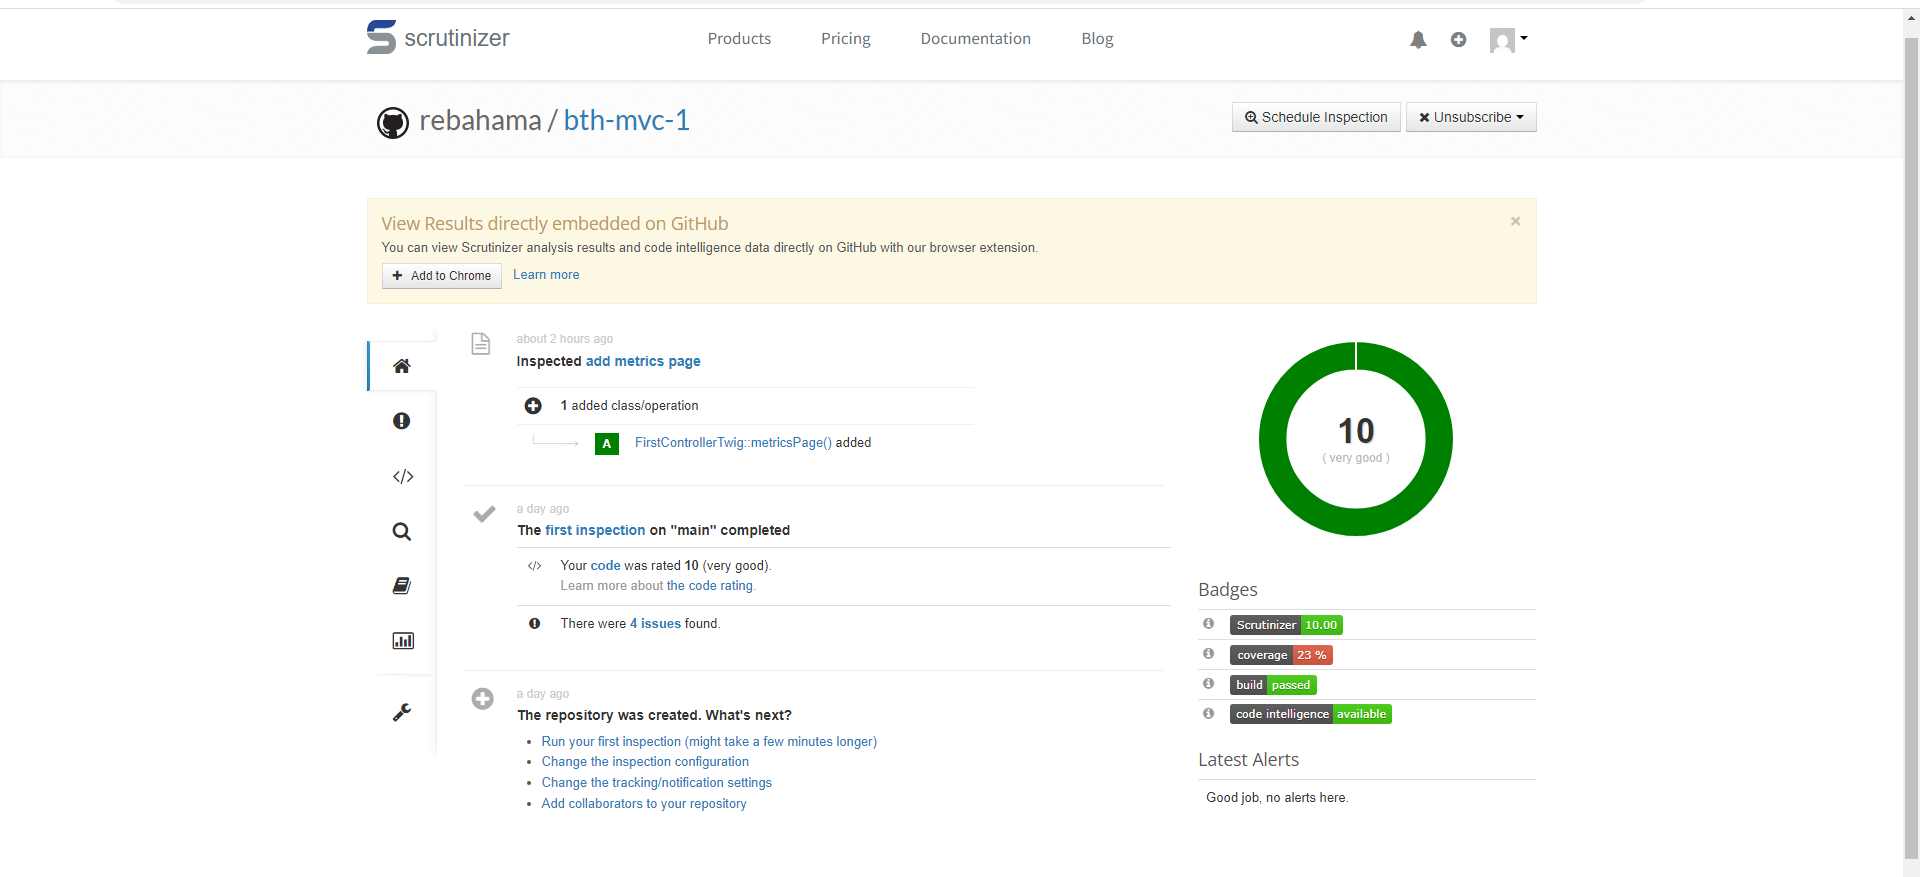 scrutinizer
Products Pricing Documentation Blog
rebahama / bth-mvc-1
Schedule Inspection
Unsubscribe
View Results directly embedded on GitHub
You can view Scrutinizer analysis results and code intelligence data directly on GitHub with our browser extension.
Add to Chrome
Learn more
about 2 hours ago
Inspected add metrics page
1 added class/operation
A FirstControllerTwig::metricsPage() added
a day ago
The first inspection on "main" completed
Your code was rated 10 (very good).
Learn more about the code rating.
There were 4 issues found.
a day ago
The repository was created. What's next?
Run your first inspection (might take a few minutes longer)
Change the inspection configuration
Change the tracking/notification settings
Add collaborators to your repository
10
( very good )
Badges
Scrutinizer 10.00
coverage 23 %
build passed
code intelligence available
Latest Alerts
Good job, no alerts here.